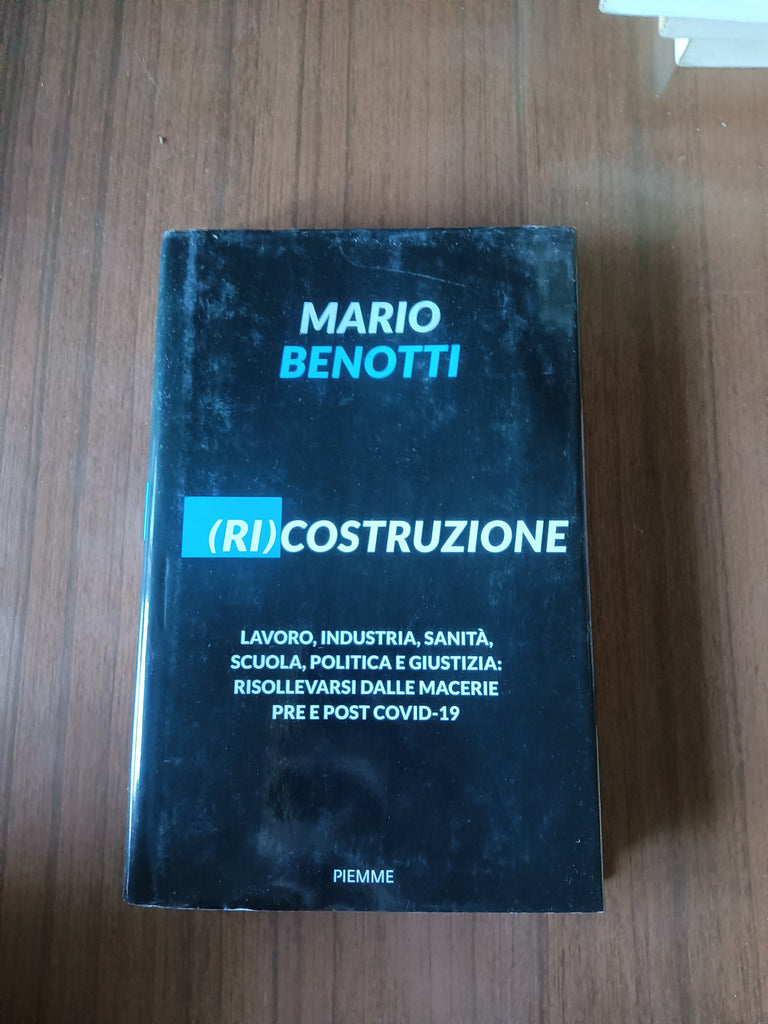 MARIO
BENOTTI
(RI)COSTRUZIONE
LAVORO, INDUSTRIA, SANITÀ,
SCUOLA, POLITICA E GIUSTIZIA:
RISOLLEVARSI DALLE MACERIE
PRE E POST COVID-19
PIEMME